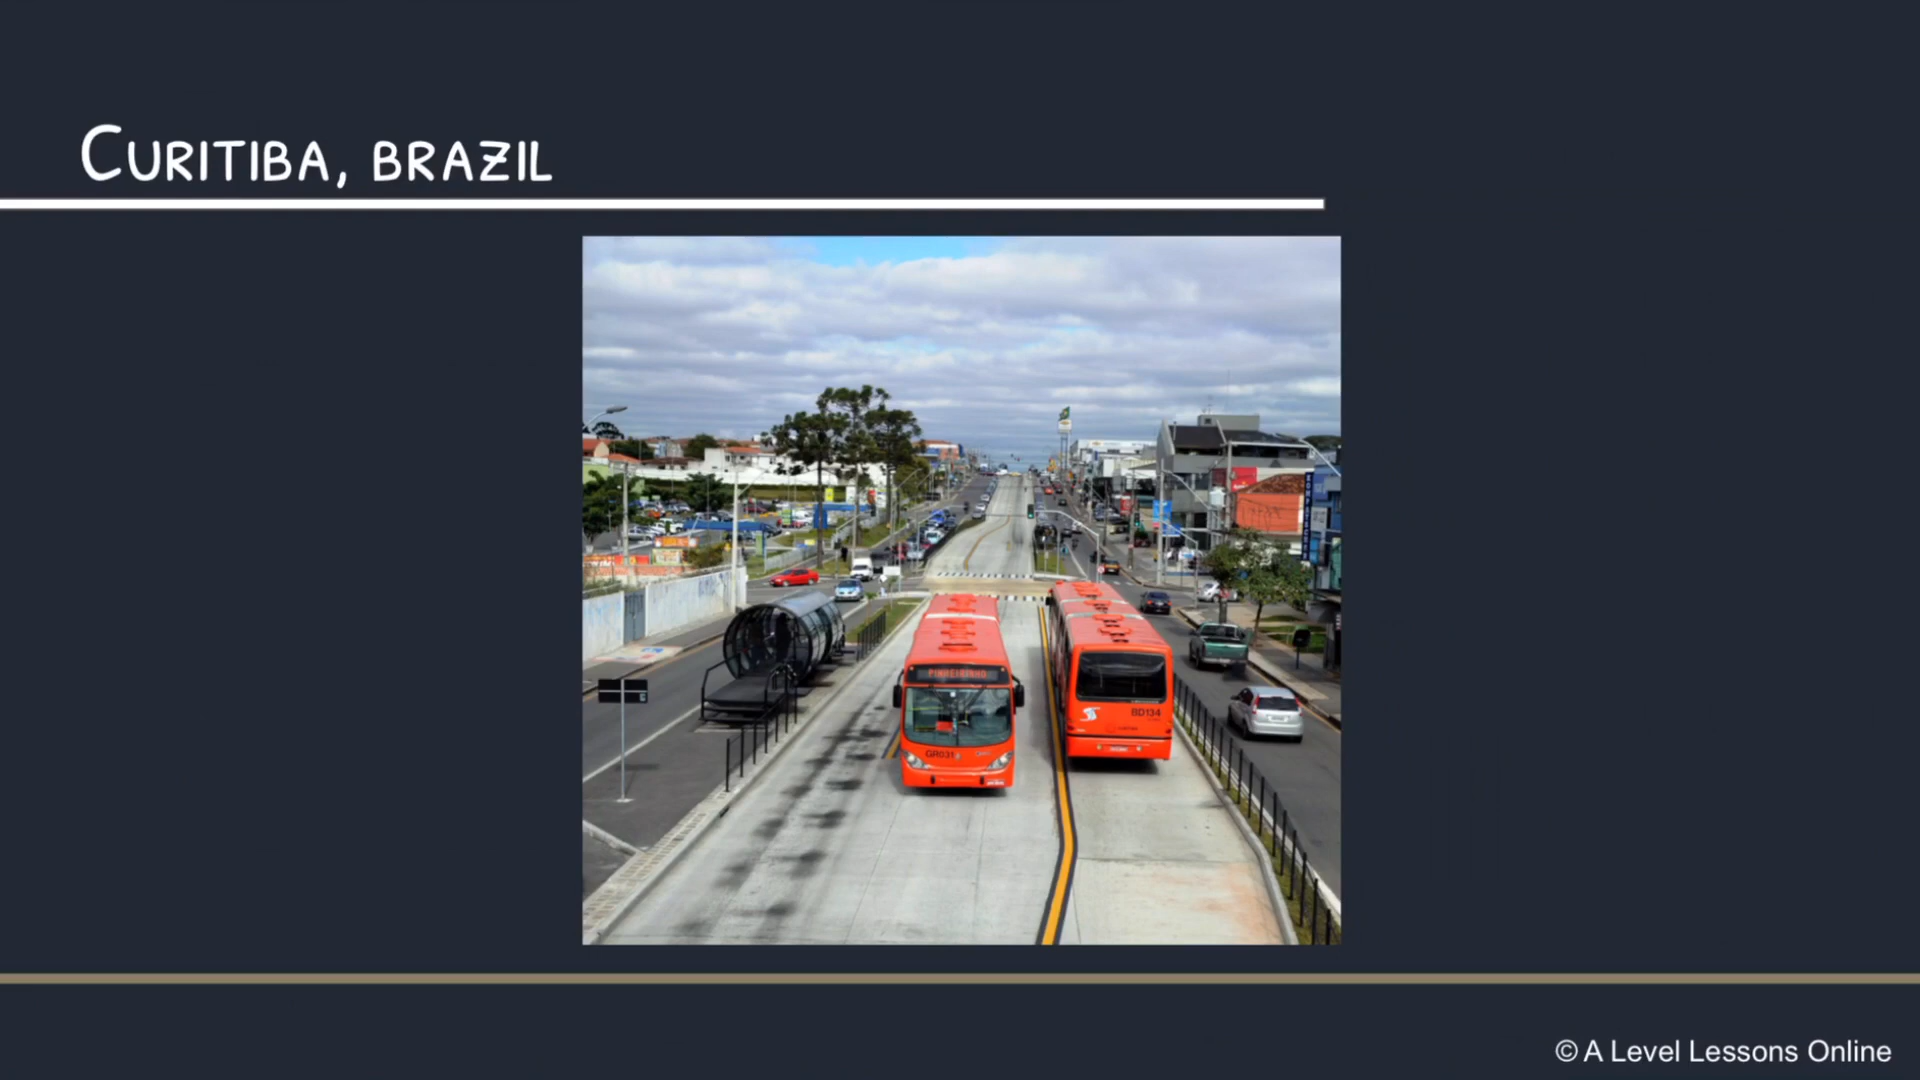 Curitiba, Brazil
PINHEIRINHO
GR031
BD134
© A Level Lessons Online